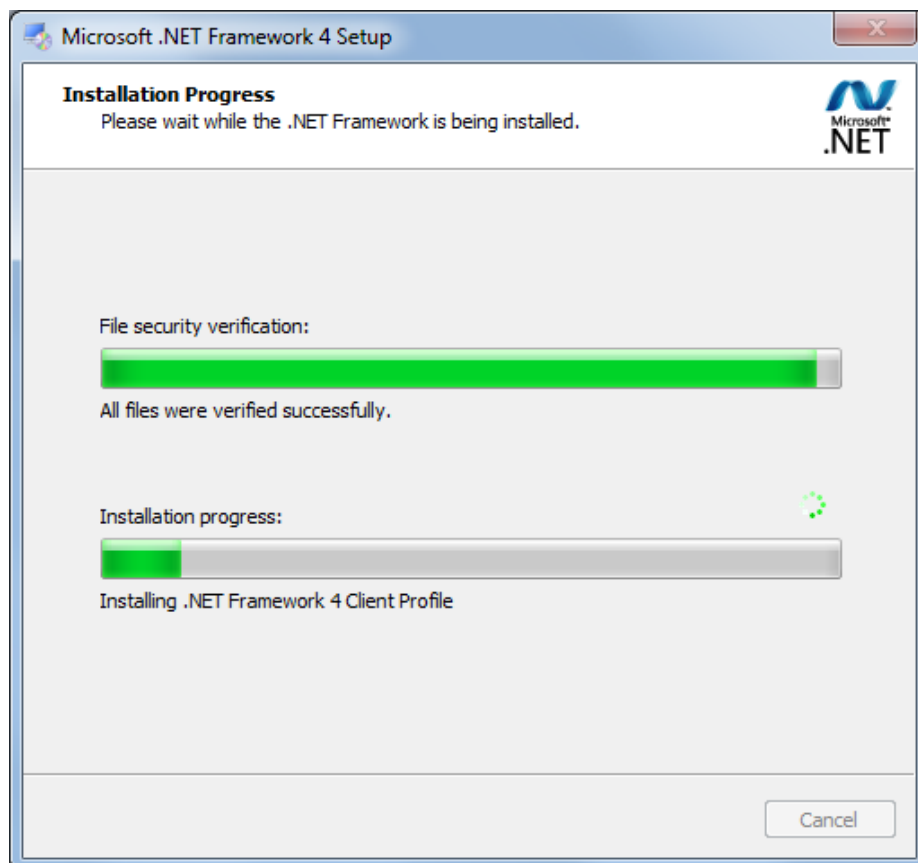 Microsoft .NET Framework 4 Setup
Installation Progress
Please wait while the .NET Framework is being installed.
Microsoft®
.NET
File security verification:
All files were verified successfully.
Installation progress:
Installing .NET Framework 4 Client Profile
Cancel